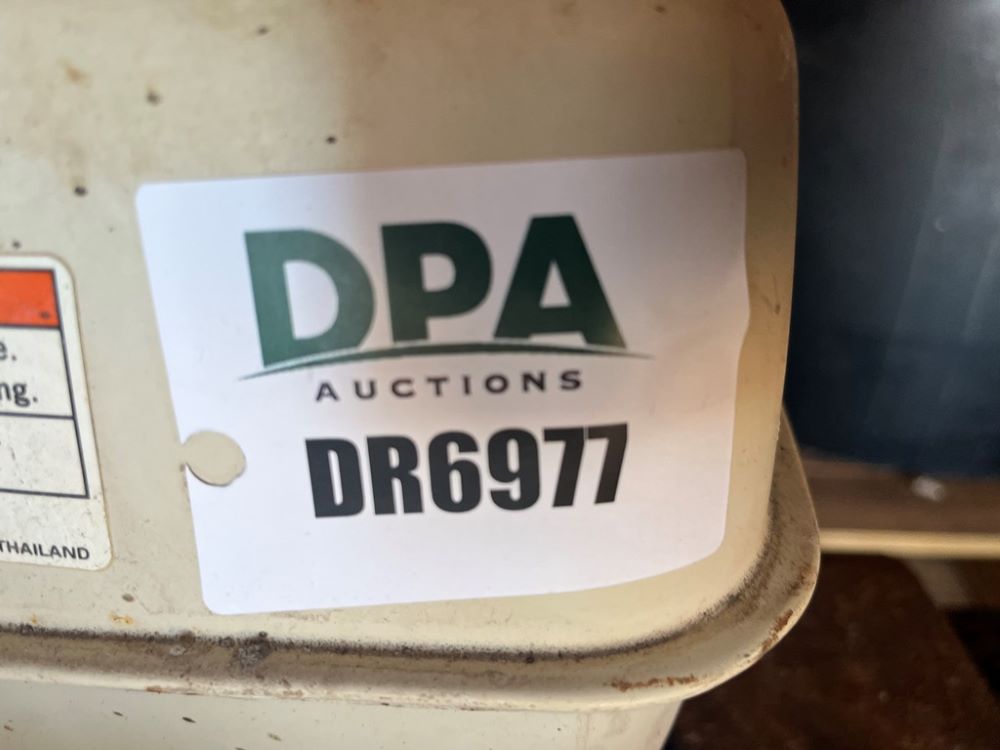 DPA
AUCTIONS
DR6977
e.
ng.
THAILAND